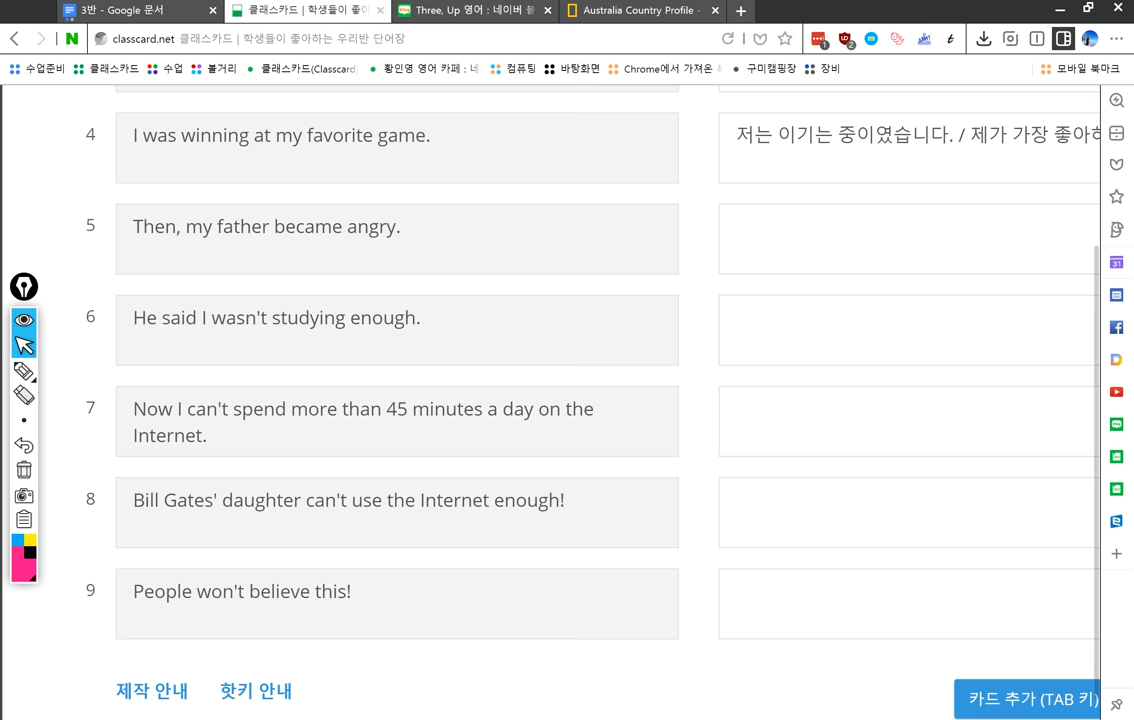 3반 - Google 문서
클래스카드 | 학생들이 좋아
Three, Up 영어 : 네이버 블
Australia Country Profile -
N classcard.net 클래스카드 | 학생들이 좋아하는 우리반 단어장
수업준비 클래스카드 수업 볼거리 클래스카드(Classcard 황인영 영어 카페 : 네 컴퓨팅 바탕화면 Chrome에서 가져온 구미캠핑장 장비 모바일 북마크
4 I was winning at my favorite game. 저는 이기는 중이였습니다. / 제가 가장 좋아하
5 Then, my father became angry.
6 He said I wasn't studying enough.
7 Now I can't spend more than 45 minutes a day on the
Internet.
8 Bill Gates' daughter can't use the Internet enough!
9 People won't believe this!
제작 안내 핫키 안내 카드 추가 (TAB 키)